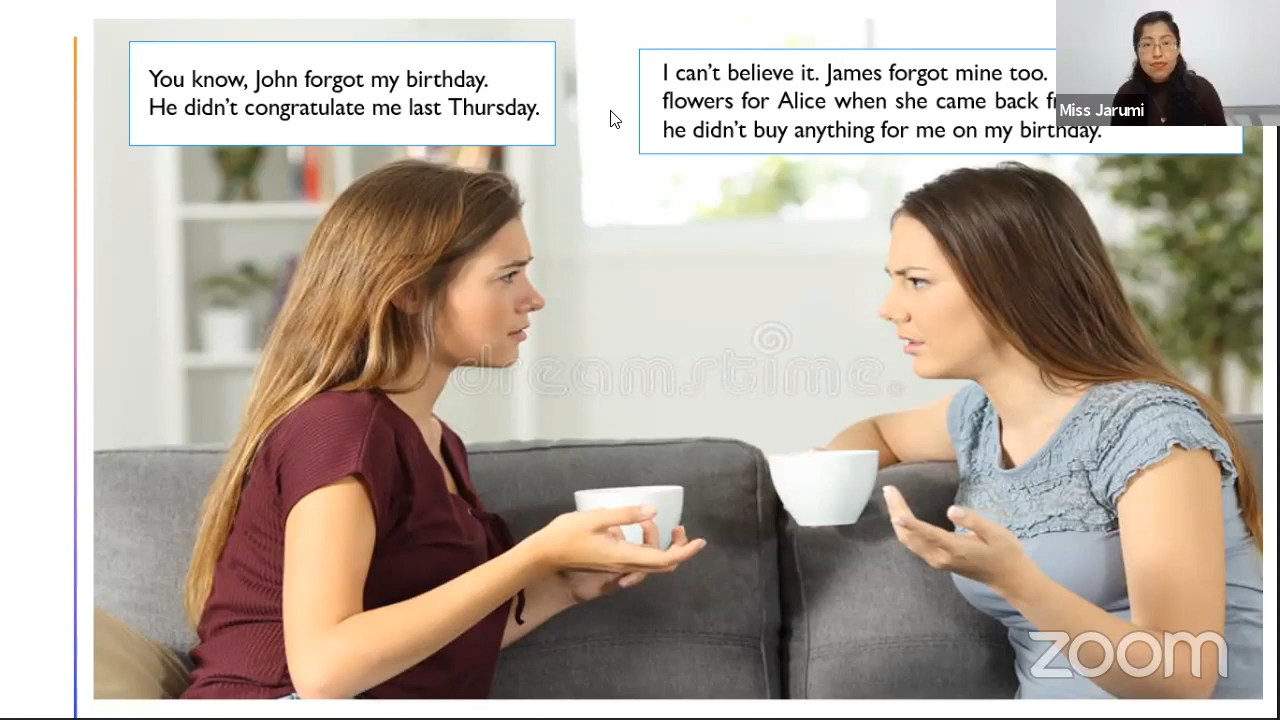 You know, John forgot my birthday.
He didn't congratulate me last Thursday.
I can't believe it. James forgot mine too.
flowers for Alice when she came back
he didn't buy anything for me on my birthday.
Miss Jarumi
dreamstime.
zoom